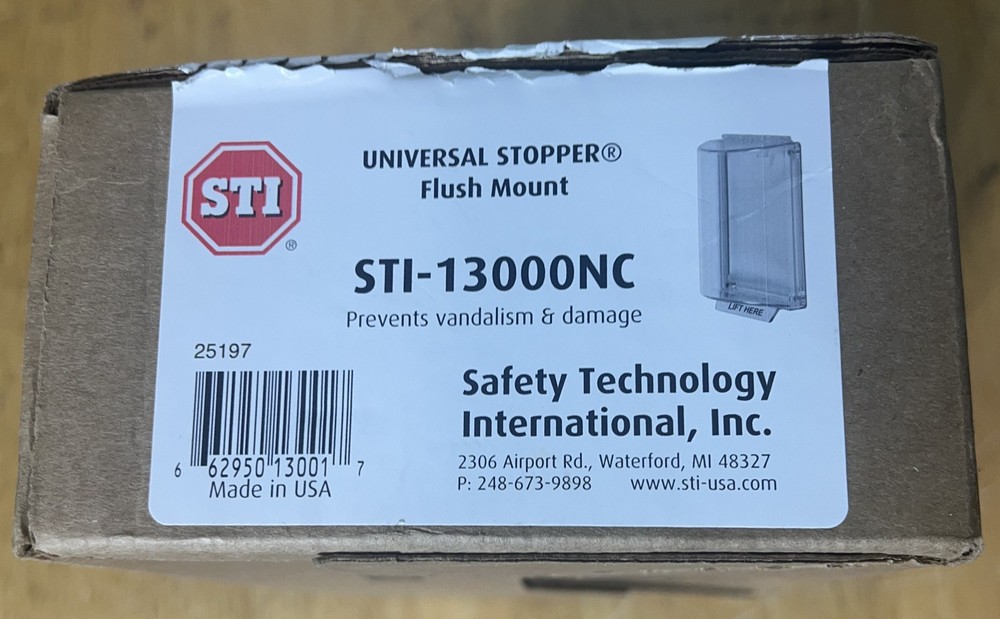 STI
®
UNIVERSAL STOPPER®
Flush Mount
STI-13000NC
Prevents vandalism & damage
LIFT HERE
25197
6 62950 13001 7
Made in USA
Safety Technology
International, Inc.
2306 Airport Rd., Waterford, MI 48327
P: 248-673-9898 www.sti-usa.com